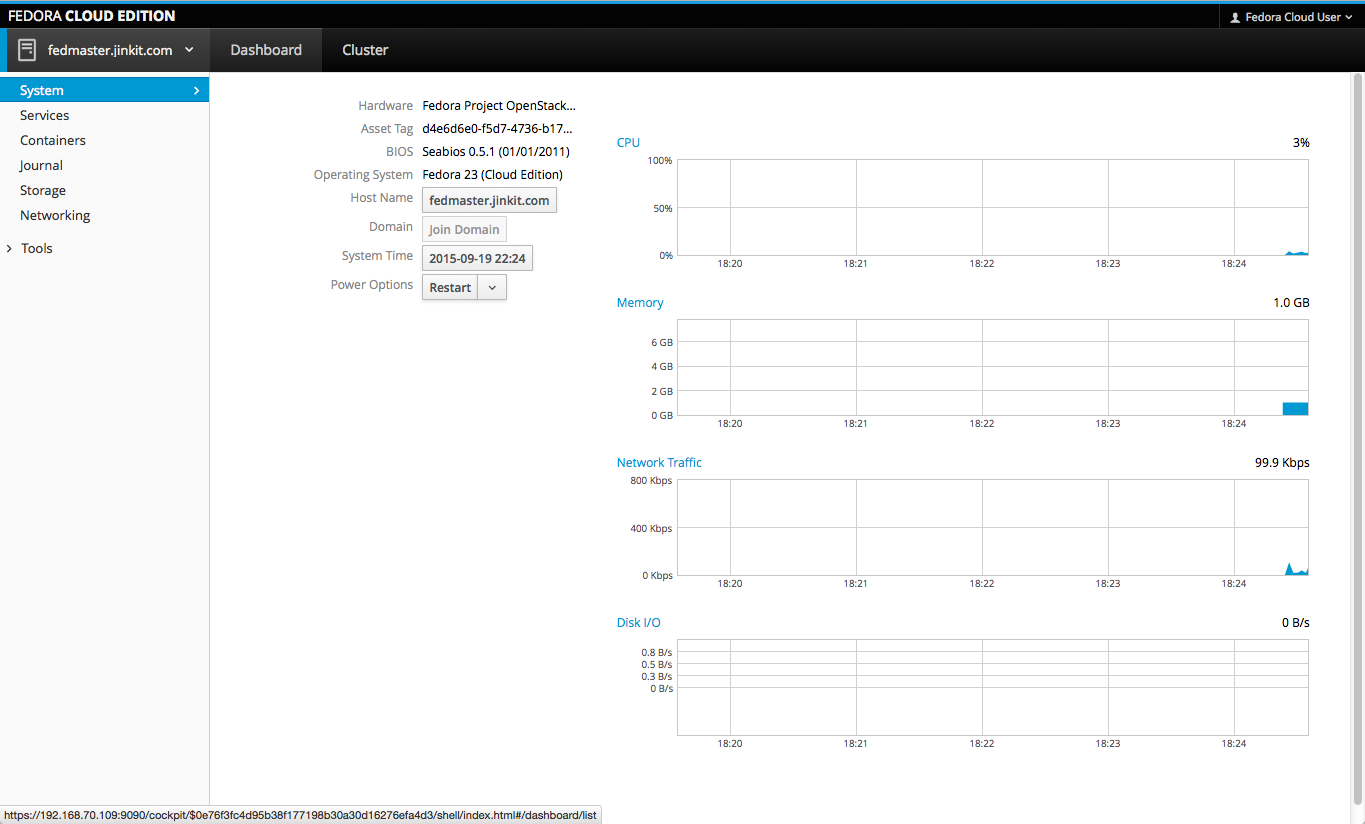 FEDORA CLOUD EDITION
Fedora Cloud User
fedmaster.jinkit.com
Dashboard
Cluster
System
Services
Containers
Journal
Storage
Networking
Tools
Hardware Fedora Project OpenStack...
Asset Tag d4e6d6e0-f5d7-4736-b17...
BIOS Seabios 0.5.1 (01/01/2011)
Operating System Fedora 23 (Cloud Edition)
Host Name fedmaster.jinkit.com
Domain Join Domain
System Time 2015-09-19 22:24
Power Options Restart
CPU 3%
100%
50%
0%
18:20 18:21 18:22 18:23 18:24
Memory 1.0 GB
6 GB
4 GB
2 GB
0 GB
18:20 18:21 18:22 18:23 18:24
Network Traffic 99.9 Kbps
800 Kbps
400 Kbps
0 Kbps
18:20 18:21 18:22 18:23 18:24
Disk I/O 0 B/s
0.8 B/s
0.5 B/s
0.3 B/s
0 B/s
18:20 18:21 18:22 18:23 18:24
https://192.168.70.109:9090/cockpit/$0e76f3fc4d95b38f177198b30a30d16276efa4d3/shell/index.html#/dashboard/list